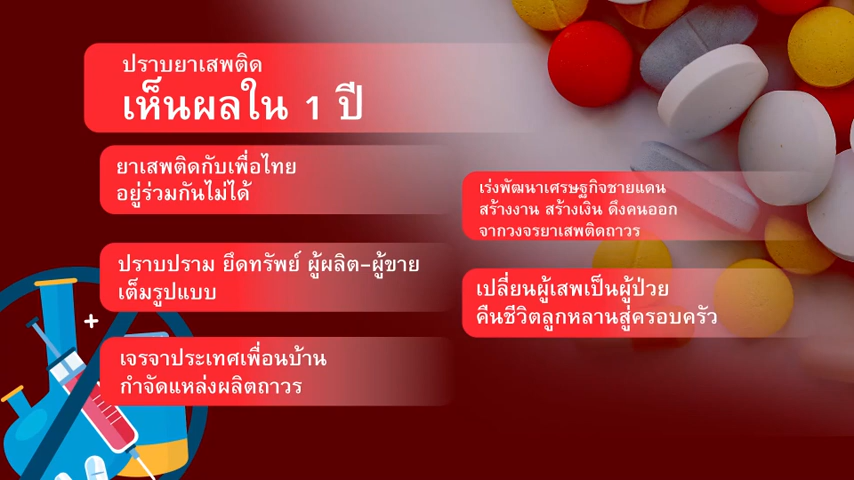 ปราบยาเสพติด
เห็นผลใน 1 ปี
ยาเสพติดกับเพื่อไทย
อยู่ร่วมกันไม่ได้
ปราบปราม ยึดทรัพย์ ผู้ผลิต-ผู้ขาย
เต็มรูปแบบ
เจรจาประเทศเพื่อนบ้าน
กำจัดแหล่งผลิตถาวร
เร่งพัฒนาเศรษฐกิจชายแดน
สร้างงาน สร้างเงิน ดึงคนออก
จากวงจรยาเสพติดถาวร
เปลี่ยนผู้เสพเป็นผู้ป่วย
คืนชีวิตลูกหลานสู่ครอบครัว